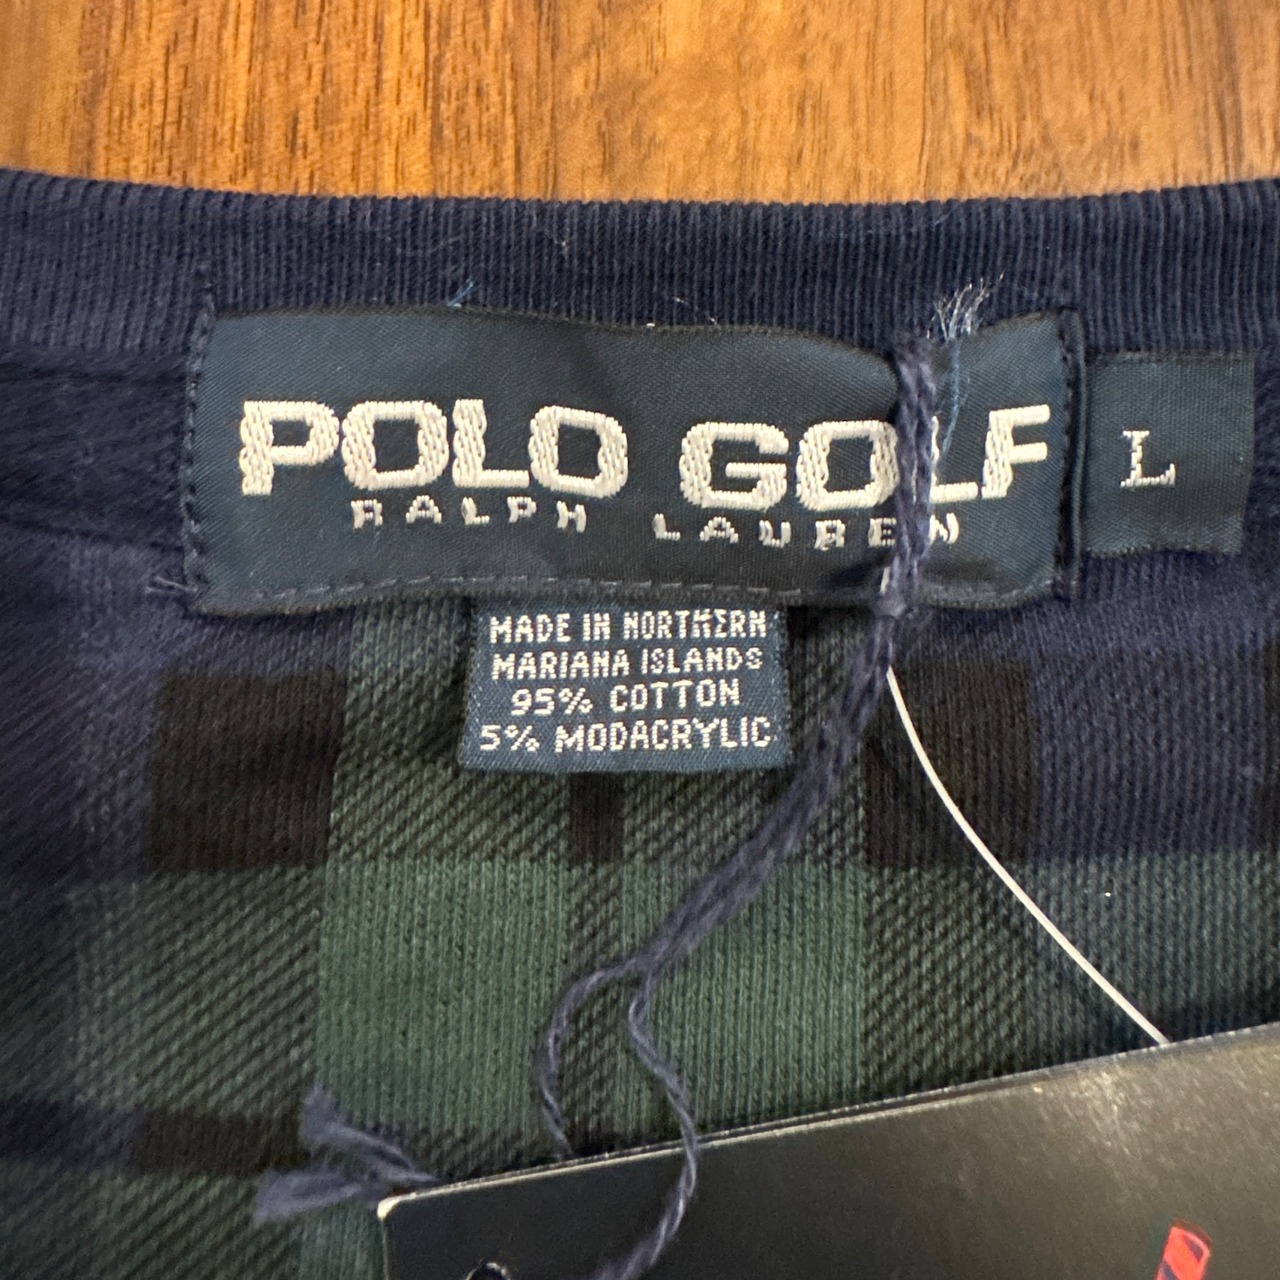 POLO GOLF
RALPH LAUREN
L
MADE IN NORTHERN
MARIANA ISLANDS
95% COTTON
5% MODACRYLIC